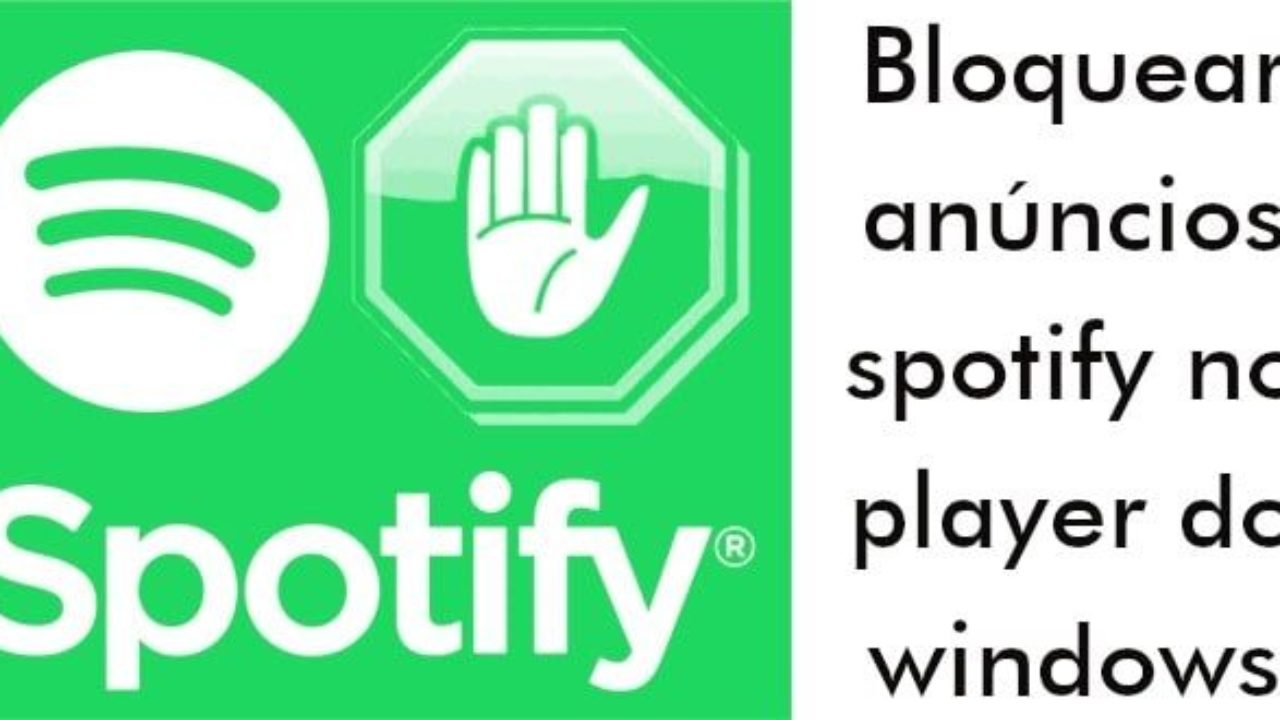 Spotify®
Bloquear
anúncios
spotify no
player do
windows